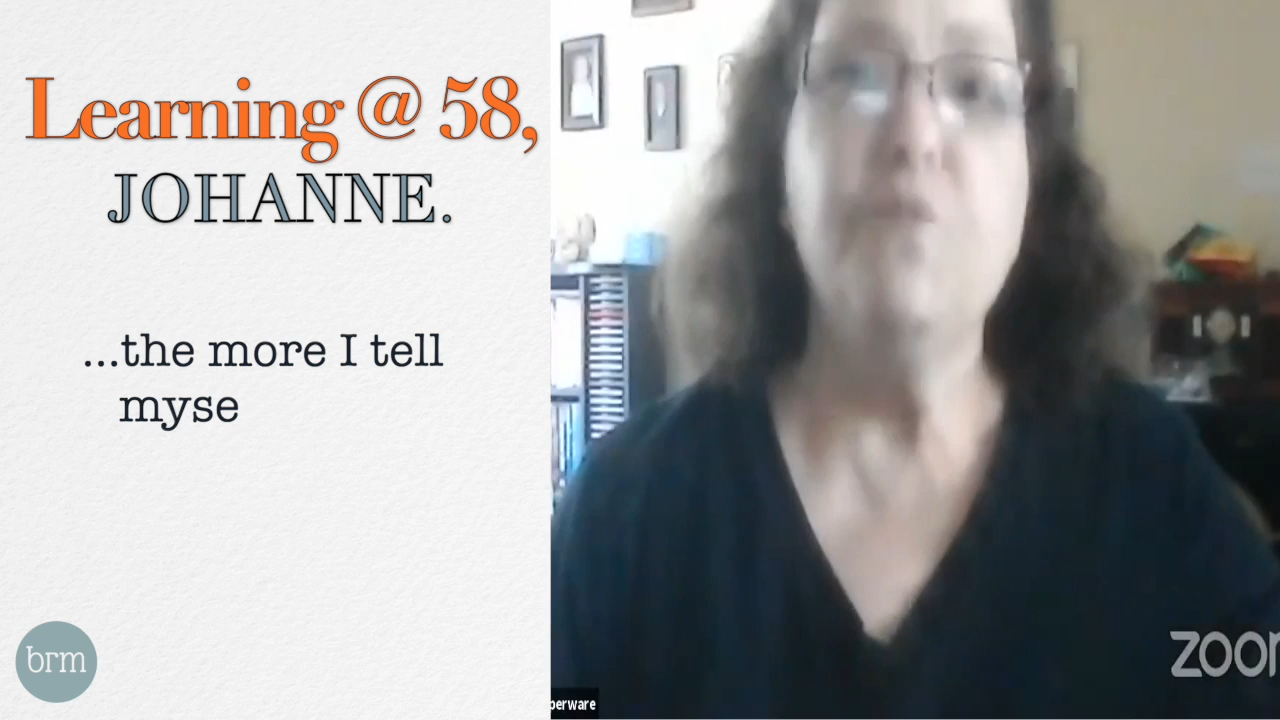 Learning @ 58,
JOHANNE.
...the more I tell
myse
brm
perware
zoom